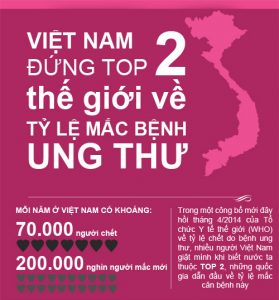 VIỆT NAM
ĐỨNG TOP 2
thế giới về
TỶ LỆ MẮC BỆNH
UNG THƯ
MỖI NĂM Ở VIỆT NAM CÓ KHOẢNG:
70.000 người chết
200.000 nghìn người mắc mới
Trong một công bố mới đây
hồi tháng 4/2014 của Tổ
chức Y tế thế giới (WHO)
về tỷ lệ chết do bệnh ung
thư, nhiều người Việt Nam
giật mình khi biết nước ta
thuộc TOP 2, những quốc
gia dẫn đầu về tỷ lệ mắc
căn bệnh này